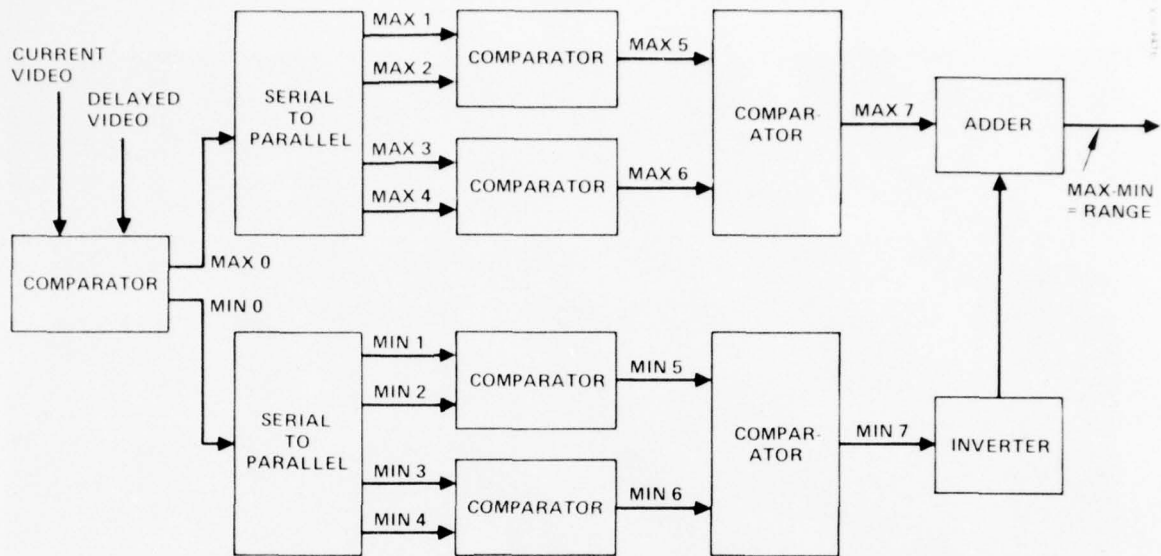 CURRENT
VIDEO
DELAYED
VIDEO
COMPARATOR
MAX 0
MIN 0
SERIAL
TO
PARALLEL
MAX 1
MAX 2
MAX 3
MAX 4
COMPARATOR
COMPARATOR
MAX 5
MAX 6
COMPAR-
ATOR
MAX 7
ADDER
MAX-MIN
= RANGE
SERIAL
TO
PARALLEL
MIN 1
MIN 2
MIN 3
MIN 4
COMPARATOR
COMPARATOR
MIN 5
MIN 6
COMPAR-
ATOR
MIN 7
INVERTER